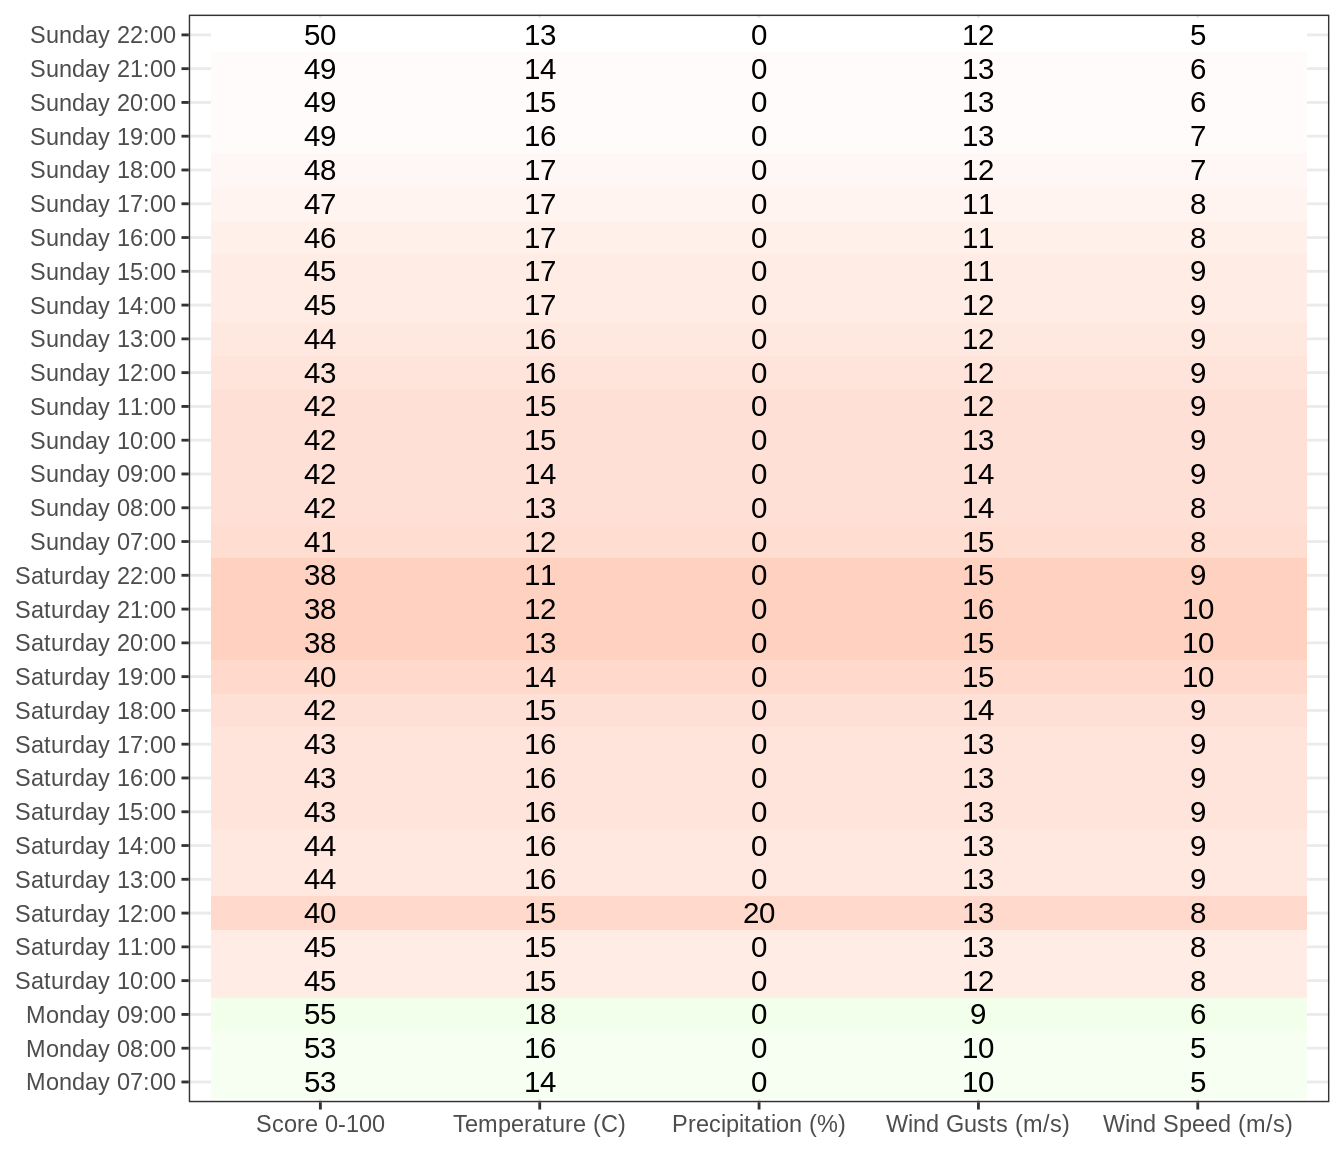 Sunday 22:00 50 13 0 12 5
Sunday 21:00 49 14 0 13 6
Sunday 20:00 49 15 0 13 6
Sunday 19:00 49 16 0 13 7
Sunday 18:00 48 17 0 12 7
Sunday 17:00 47 17 0 11 8
Sunday 16:00 46 17 0 11 8
Sunday 15:00 45 17 0 11 9
Sunday 14:00 45 17 0 12 9
Sunday 13:00 44 16 0 12 9
Sunday 12:00 43 16 0 12 9
Sunday 11:00 42 15 0 12 9
Sunday 10:00 42 15 0 13 9
Sunday 09:00 42 14 0 14 9
Sunday 08:00 42 13 0 14 8
Sunday 07:00 41 12 0 15 8
Saturday 22:00 38 11 0 15 9
Saturday 21:00 38 12 0 16 10
Saturday 20:00 38 13 0 15 10
Saturday 19:00 40 14 0 15 10
Saturday 18:00 42 15 0 14 9
Saturday 17:00 43 16 0 13 9
Saturday 16:00 43 16 0 13 9
Saturday 15:00 43 16 0 13 9
Saturday 14:00 44 16 0 13 9
Saturday 13:00 44 16 0 13 9
Saturday 12:00 40 15 20 13 8
Saturday 11:00 45 15 0 13 8
Saturday 10:00 45 15 0 12 8
Monday 09:00 55 18 0 9 6
Monday 08:00 53 16 0 10 5
Monday 07:00 53 14 0 10 5
Score 0-100 Temperature (C) Precipitation (%) Wind Gusts (m/s) Wind Speed (m/s)